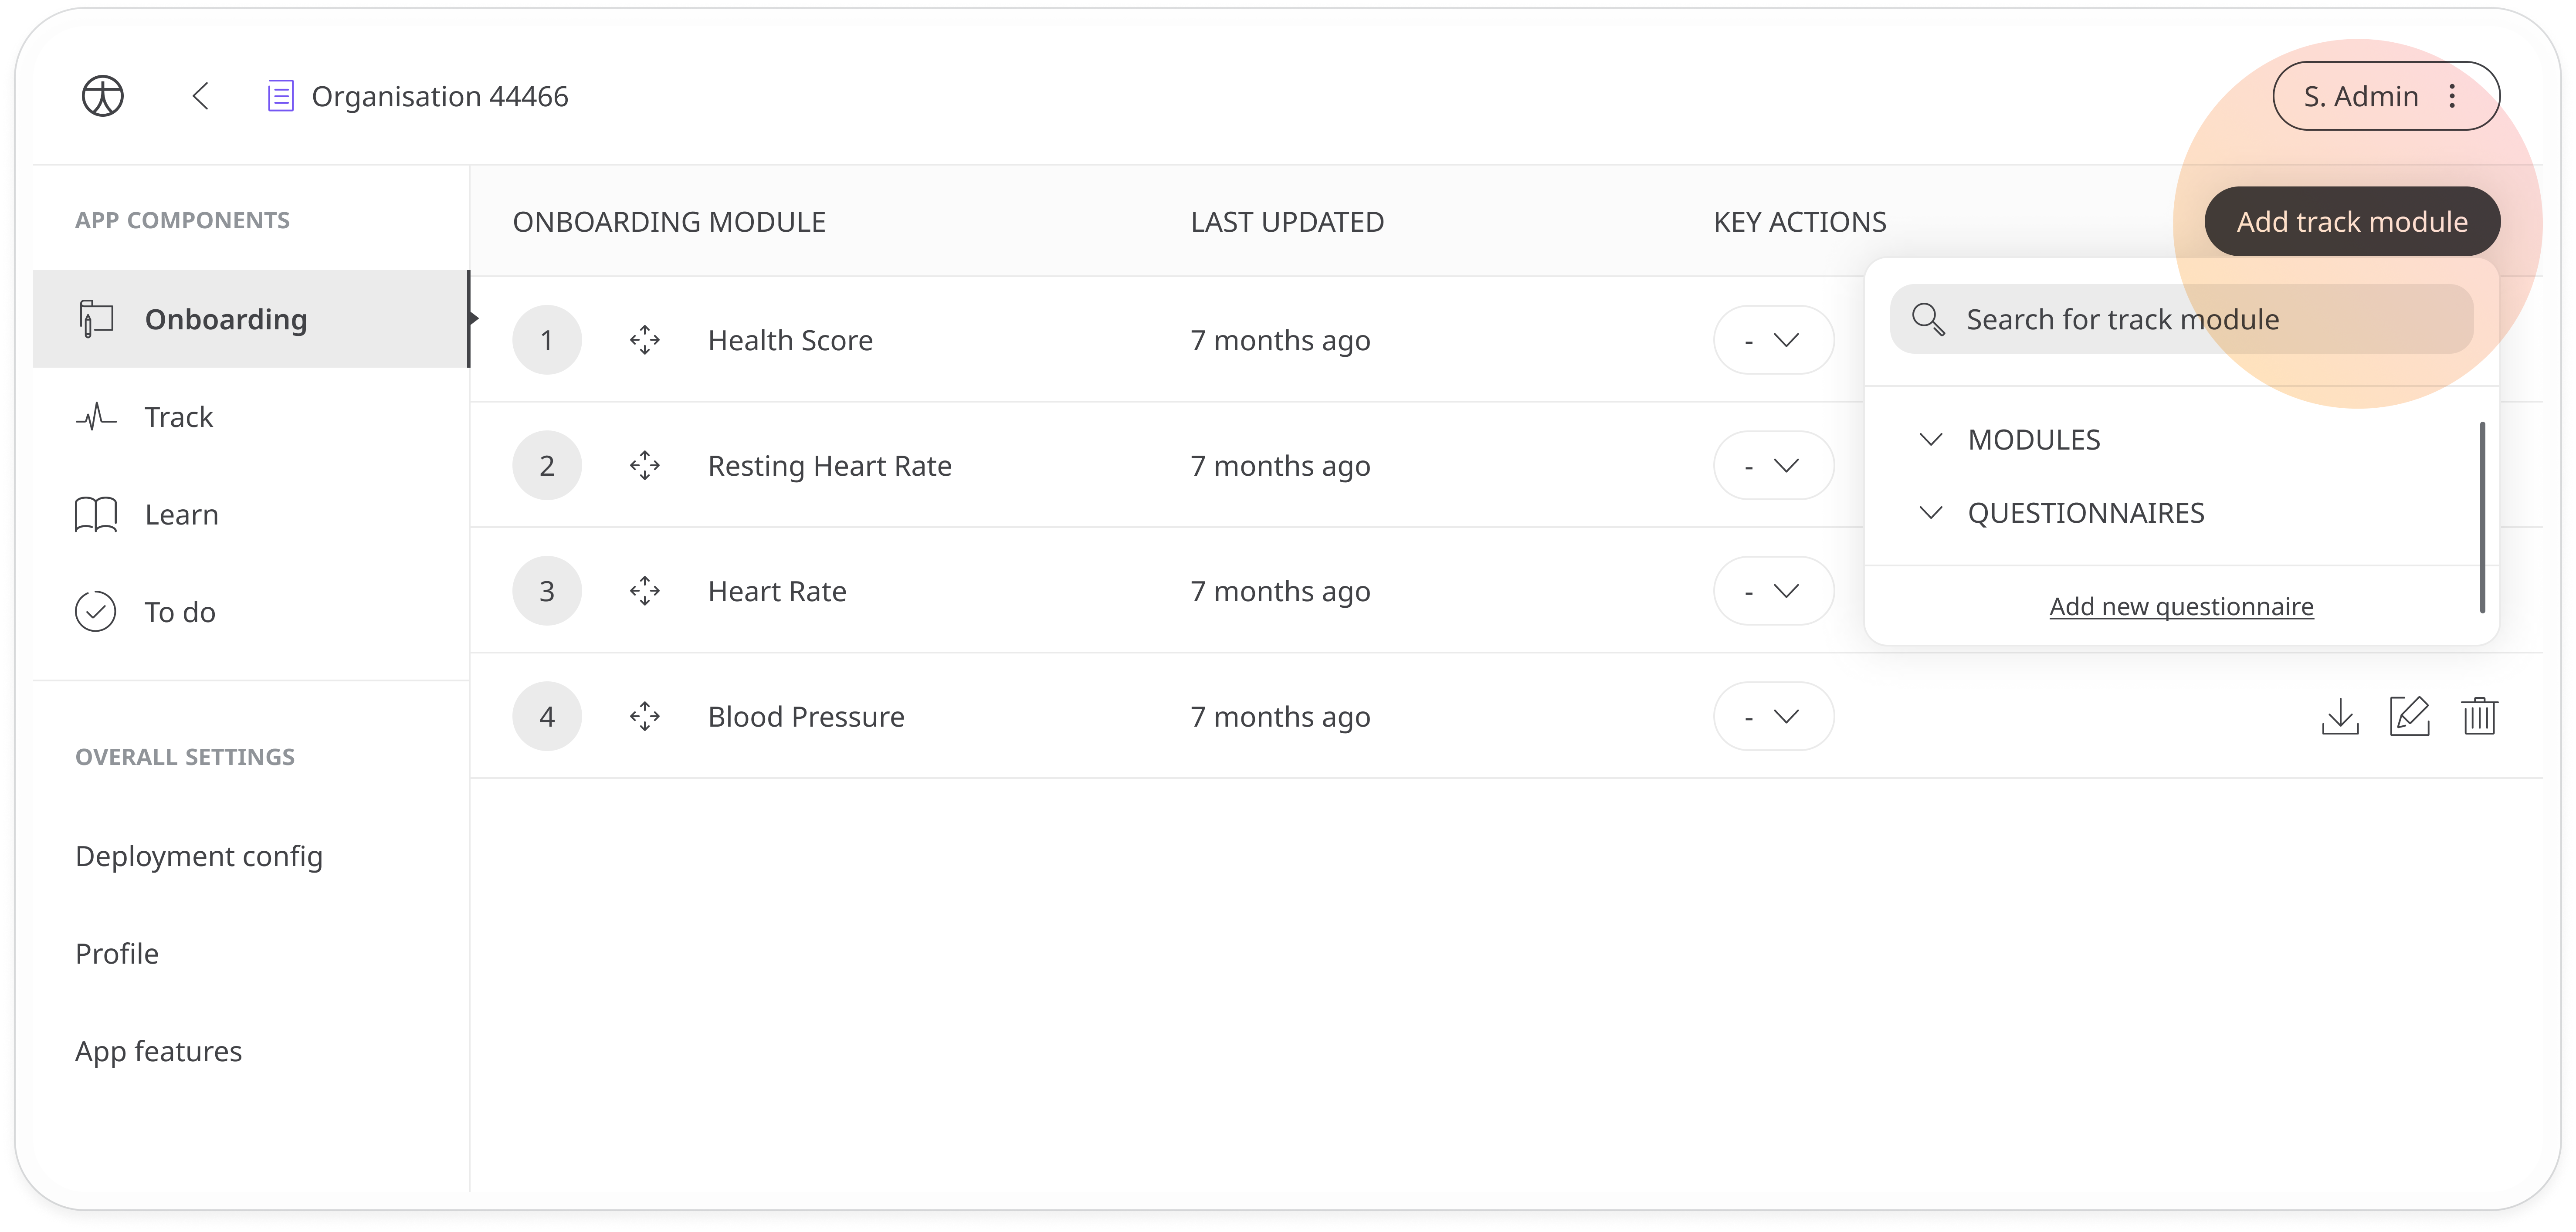 Organisation 44466
S. Admin
APP COMPONENTS
Onboarding
Track
Learn
To do
OVERALL SETTINGS
Deployment config
Profile
App features
ONBOARDING MODULE LAST UPDATED KEY ACTIONS
Add track module
1 Health Score 7 months ago -
2 Resting Heart Rate 7 months ago -
3 Heart Rate 7 months ago -
4 Blood Pressure 7 months ago -
Search for track module
MODULES
QUESTIONNAIRES
Add new questionnaire